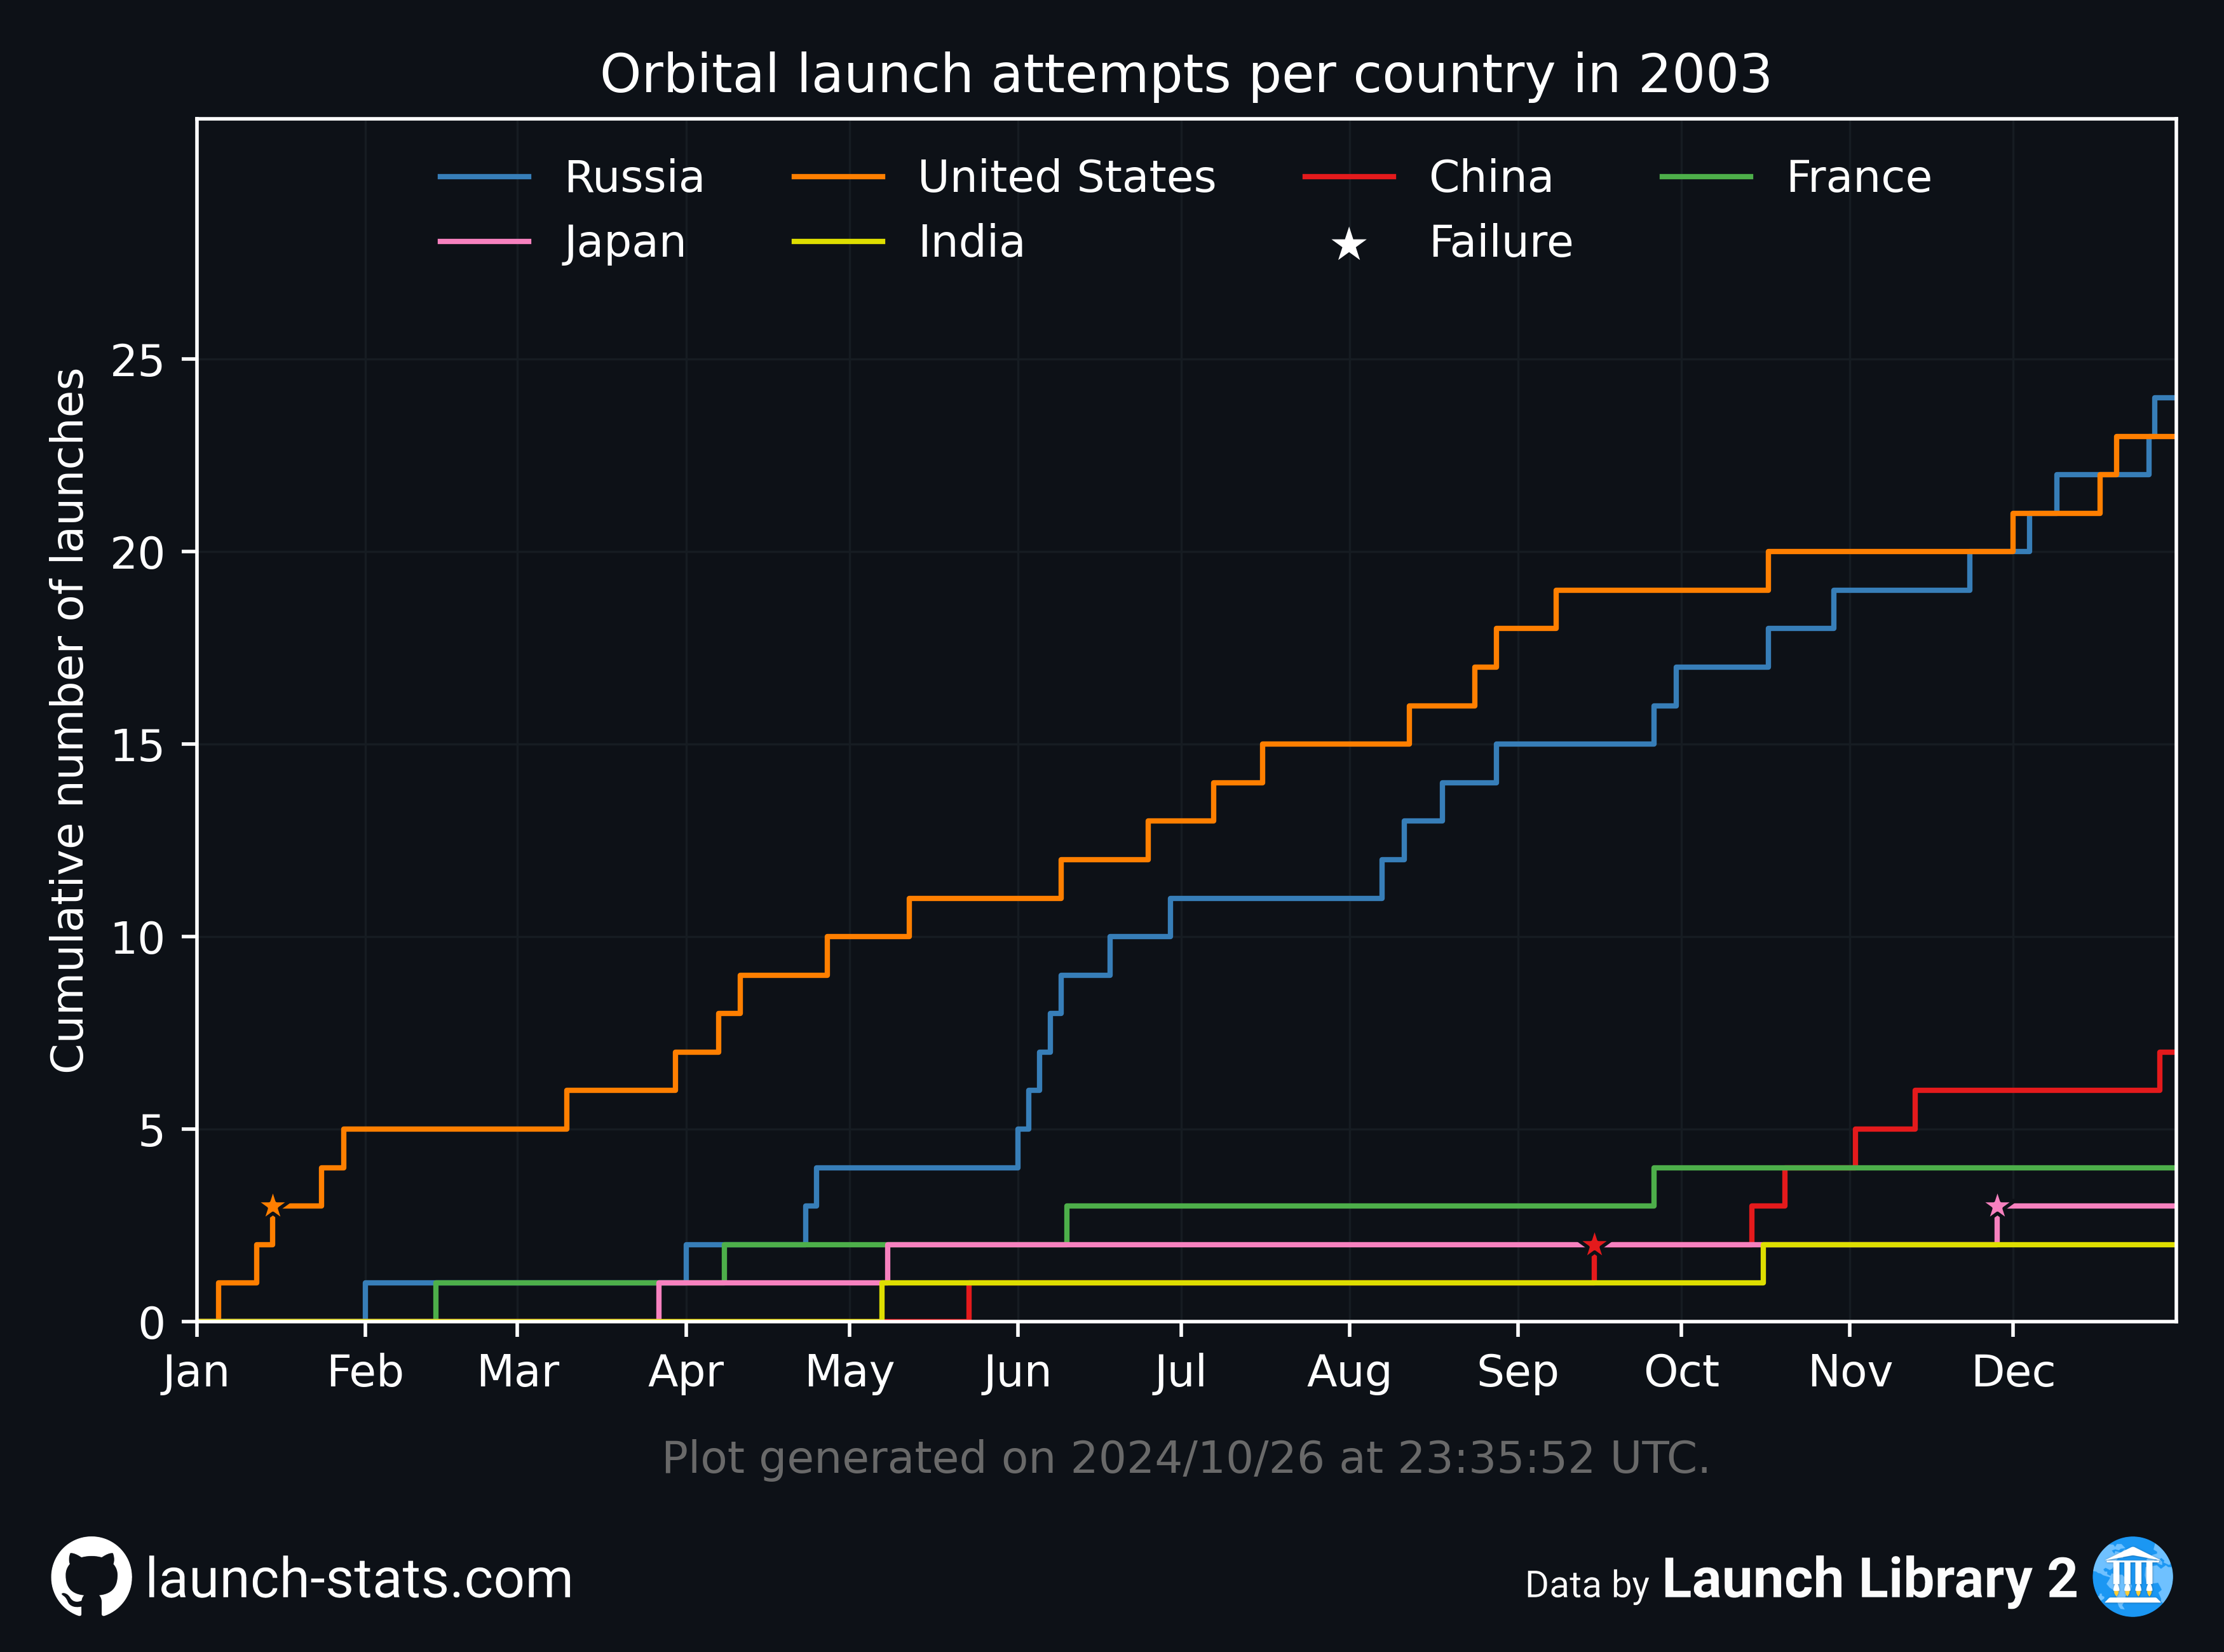 Orbital launch attempts per country in 2003
Russia United States China France
Japan India Failure
Cumulative number of launches
25
20
15
10
5
0
Jan Feb Mar Apr May Jun Jul Aug Sep Oct Nov Dec
Plot generated on 2024/10/26 at 23:35:52 UTC.
launch-stats.com
Data by Launch Library 2